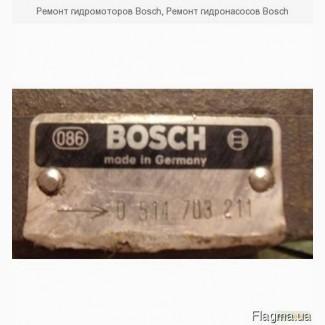 Ремонт гидромоторов Bosch, Ремонт гидронасосов Bosch
086 BOSCH
made in Germany
0 514 703 211
Flagma.ua